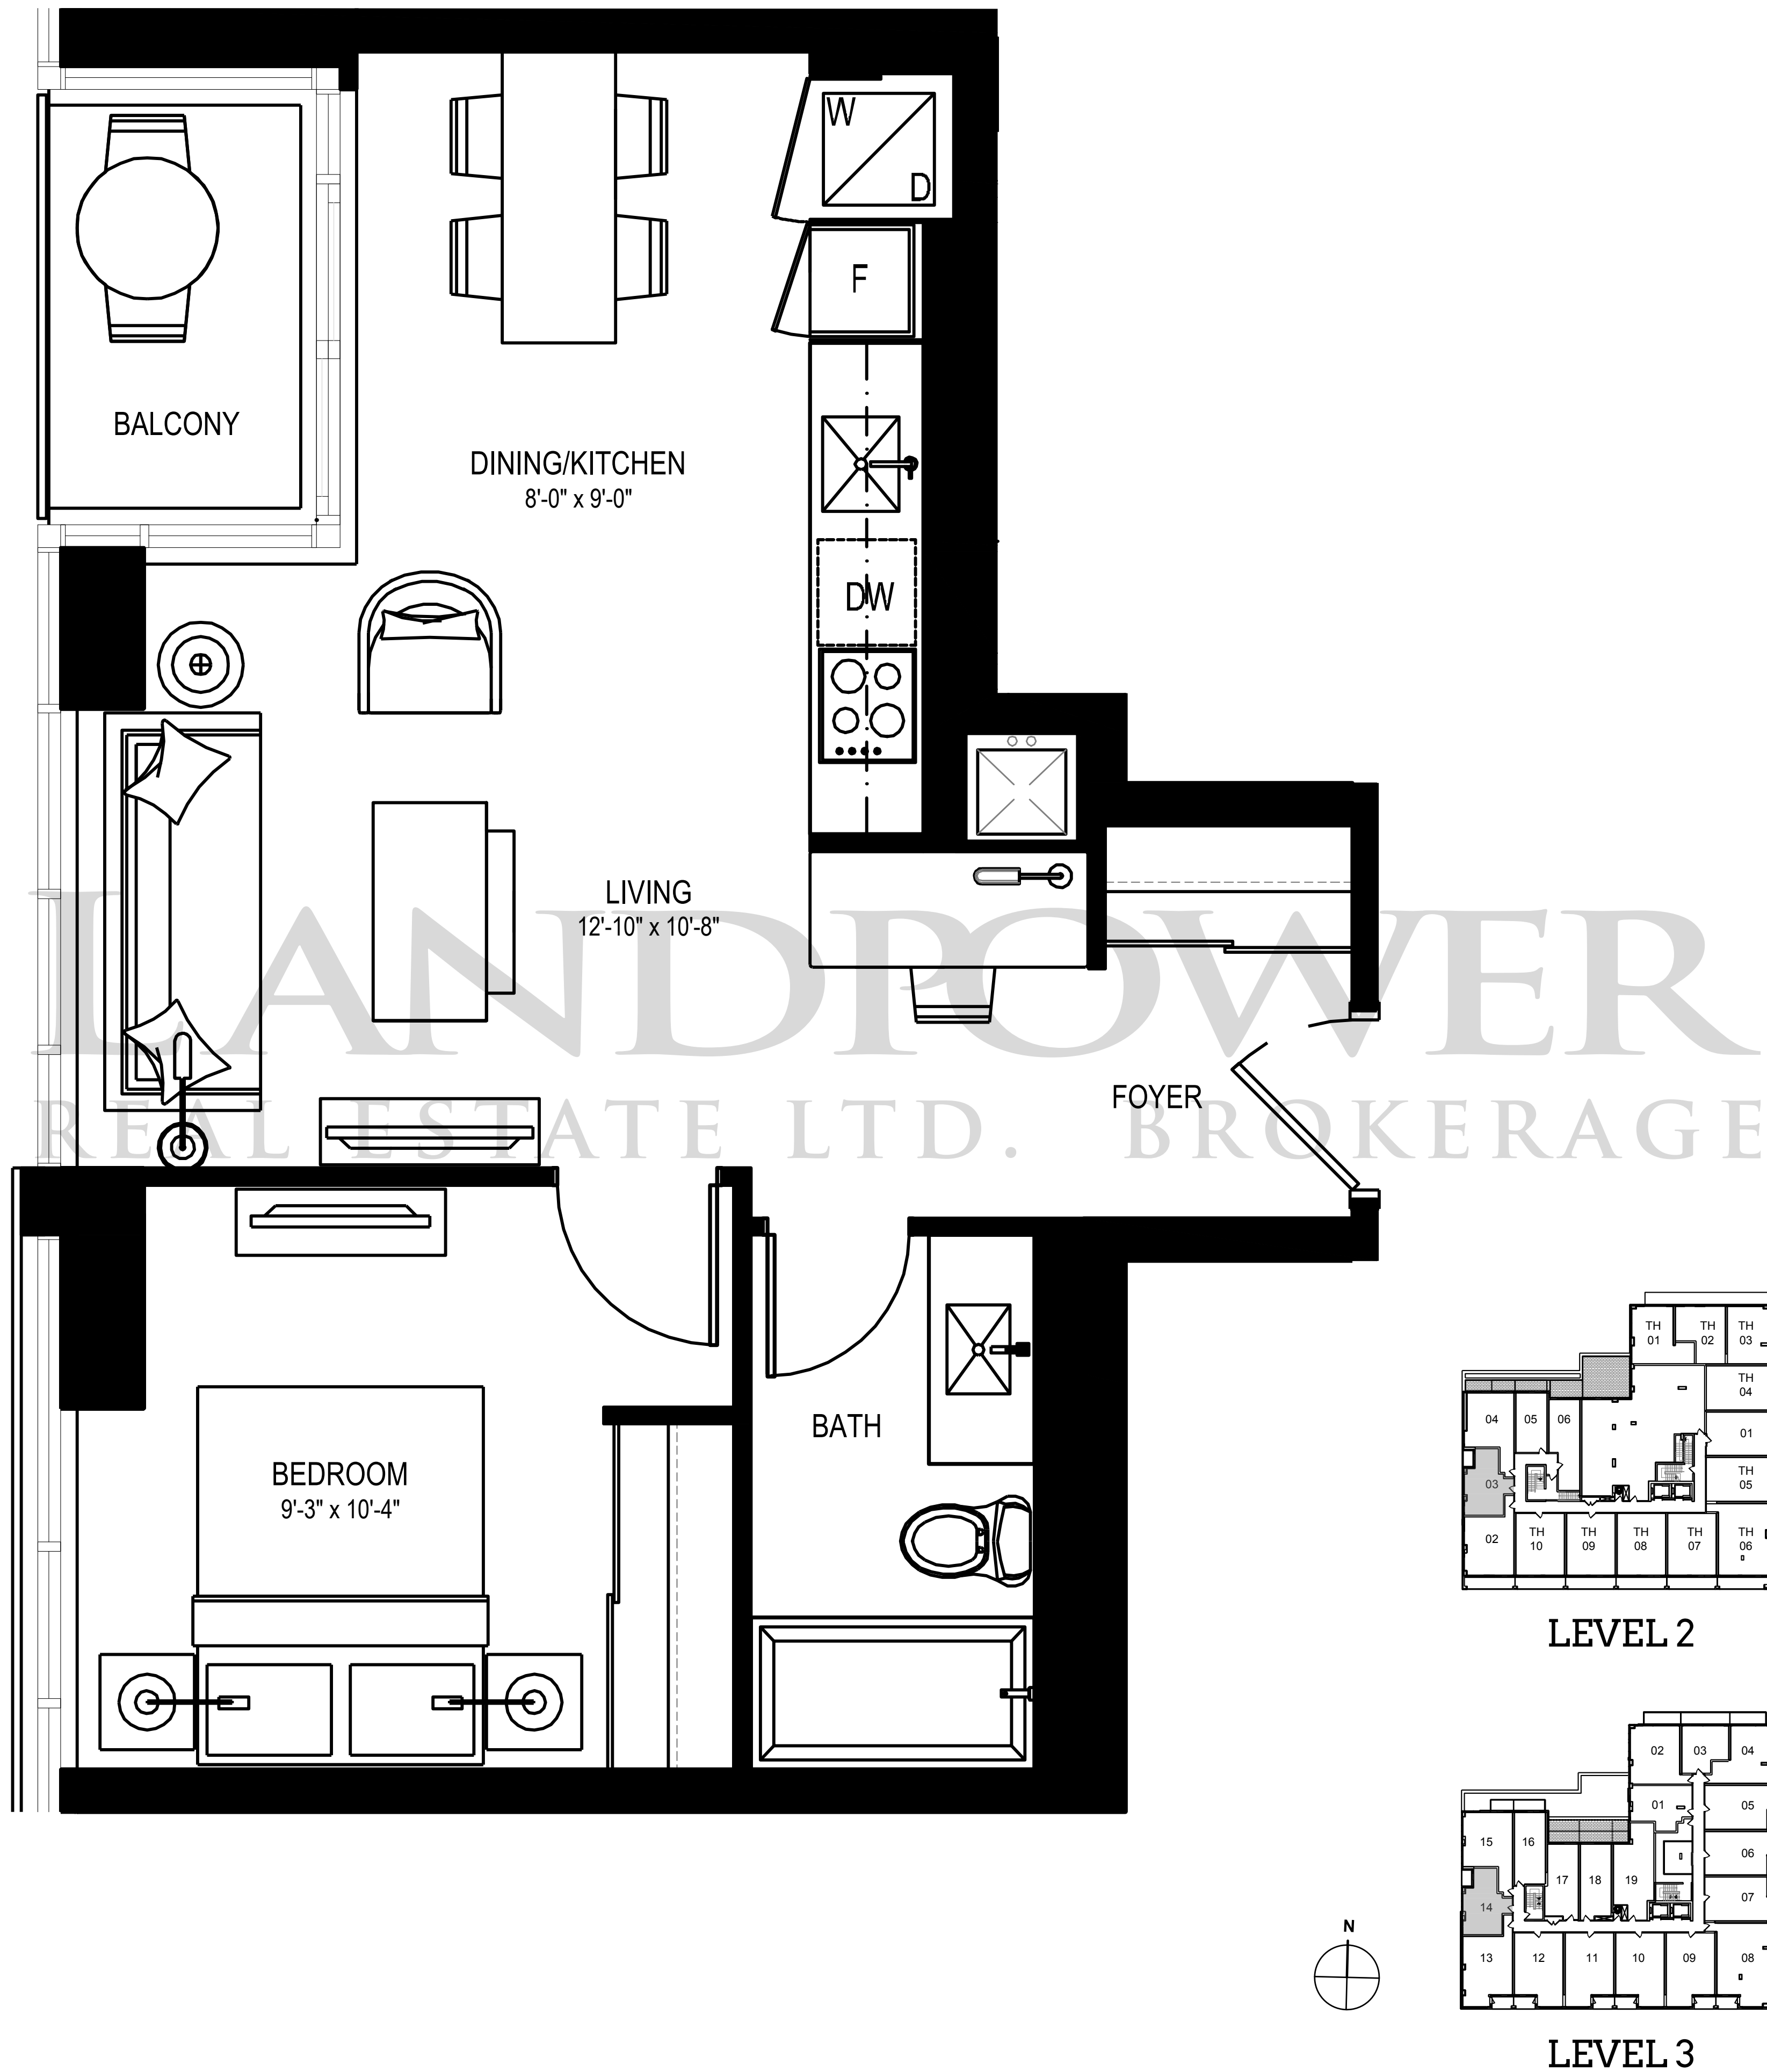 W
D
F
BALCONY
DINING/KITCHEN
8'-0" x 9'-0"
DW
LIVING
12'-10" x 10'-8"
LANDPOWER
REAL ESTATE LTD. BROKERAGE
FOYER
BATH
BEDROOM
9'-3" x 10'-4"
TH 01
TH 02
TH 03
TH 04
04
05
06
01
03
TH 05
02
TH 10
TH 09
TH 08
TH 07
TH 06
LEVEL 2
02
03
04
01
05
15
16
06
17
18
19
14
07
13
12
11
10
09
08
N
LEVEL 3